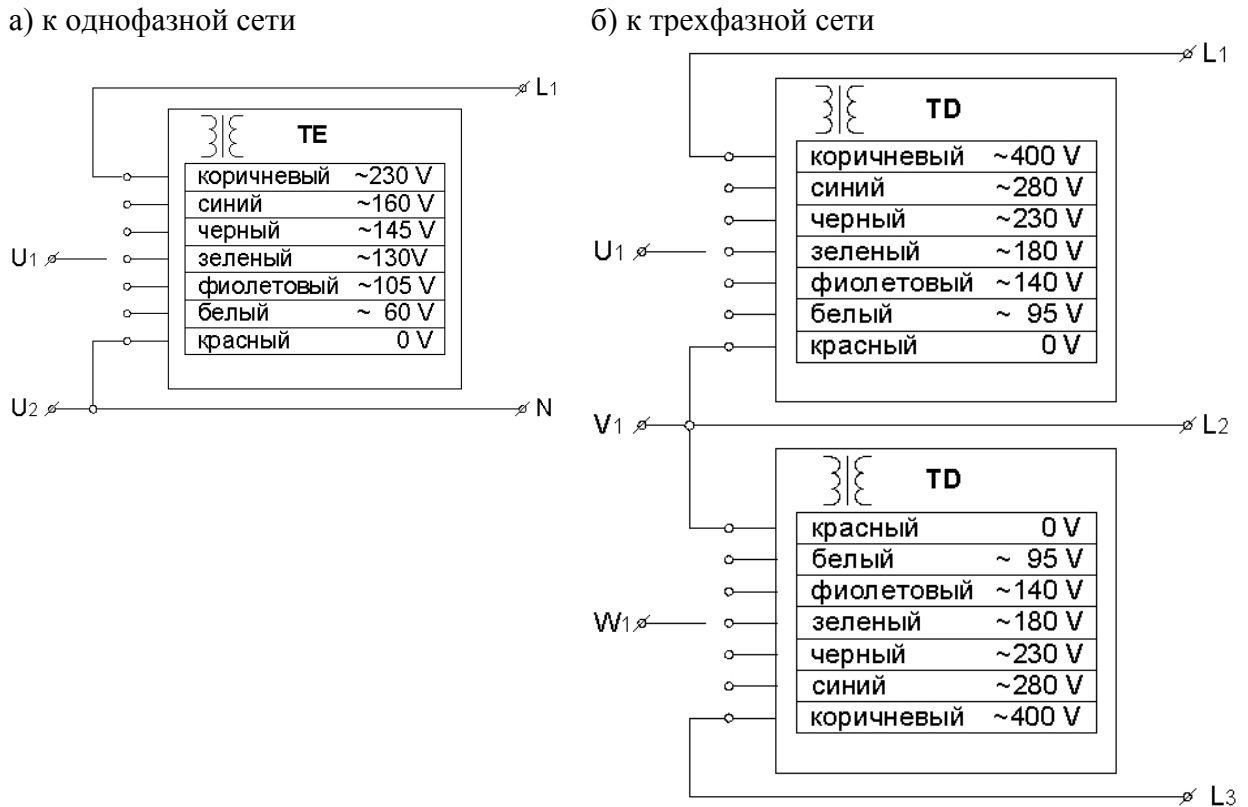 а) к однофазной сети
L1
TE
коричневый ~230 V
синий ~160 V
черный ~145 V
U1 зеленый ~130V
фиолетовый ~105 V
белый ~ 60 V
красный 0 V
U2 N
б) к трехфазной сети
L1
TD
коричневый ~400 V
синий ~280 V
черный ~230 V
U1 зеленый ~180 V
фиолетовый ~140 V
белый ~ 95 V
красный 0 V
V1 L2
TD
красный 0 V
белый ~ 95 V
фиолетовый ~140 V
W1 зеленый ~180 V
черный ~230 V
синий ~280 V
коричневый ~400 V
L3